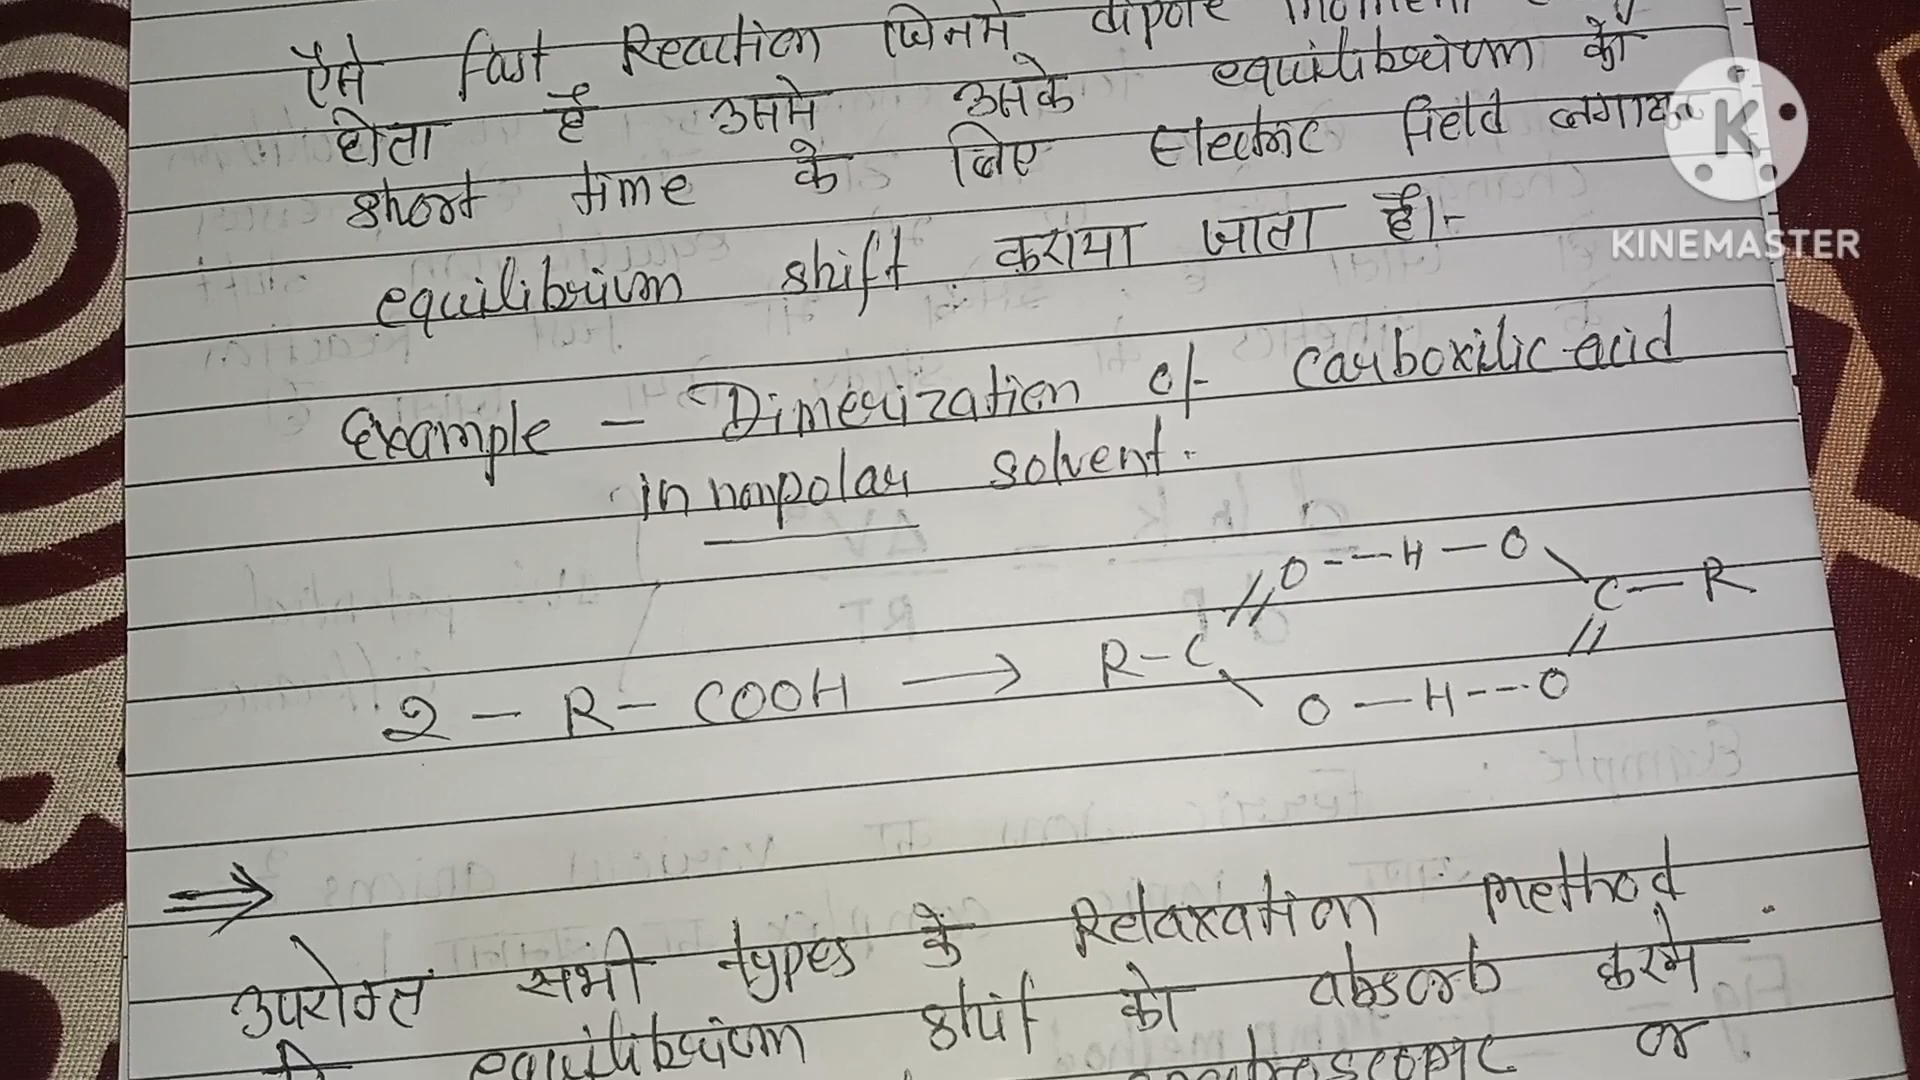 ऐसे fast Reaction जिनमे dipole moment
होता है उसमे उसके equilibrium को
short time के लिए Electric field लगाकर
equilibrium shift कराया जाता है।-
Example - Dimerization of carboxilic acid
in nonpolar solvent.
O---H-O
R-C C-R
O-H---O
2 - R - COOH →
⇒
उपरोक्त सभी types के Relaxation method
equilibrium shif को absorb करने
or
K
KINEMASTER